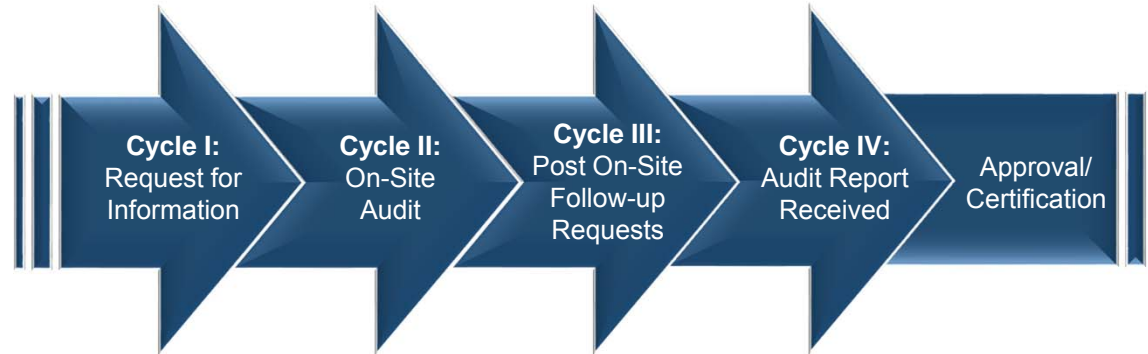 Cycle I:
Request for
Information
Cycle II:
On-Site
Audit
Cycle III:
Post On-Site
Follow-up
Requests
Cycle IV:
Audit Report
Received
Approval/
Certification